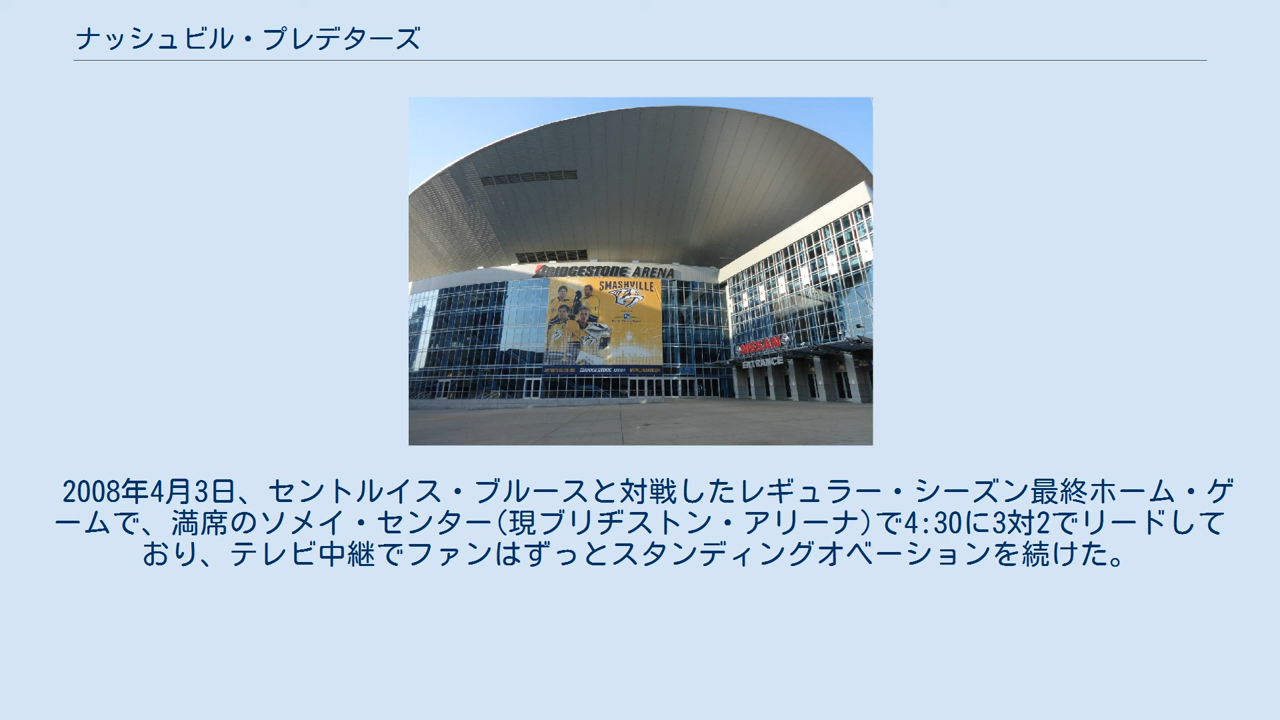 ナッシュビル・プレデターズ
BRIDGESTONE ARENA
SMASHVILLE
NISSAN
ENTRANCE
2008年4月3日、セントルイス・ブルースと対戦したレギュラー・シーズン最終ホーム・ゲ
ームで、満席のソメイ・センター(現ブリヂストン・アリーナ)で4:30に3対2でリードして
おり、テレビ中継でファンはずっとスタンディングオベーションを続けた。